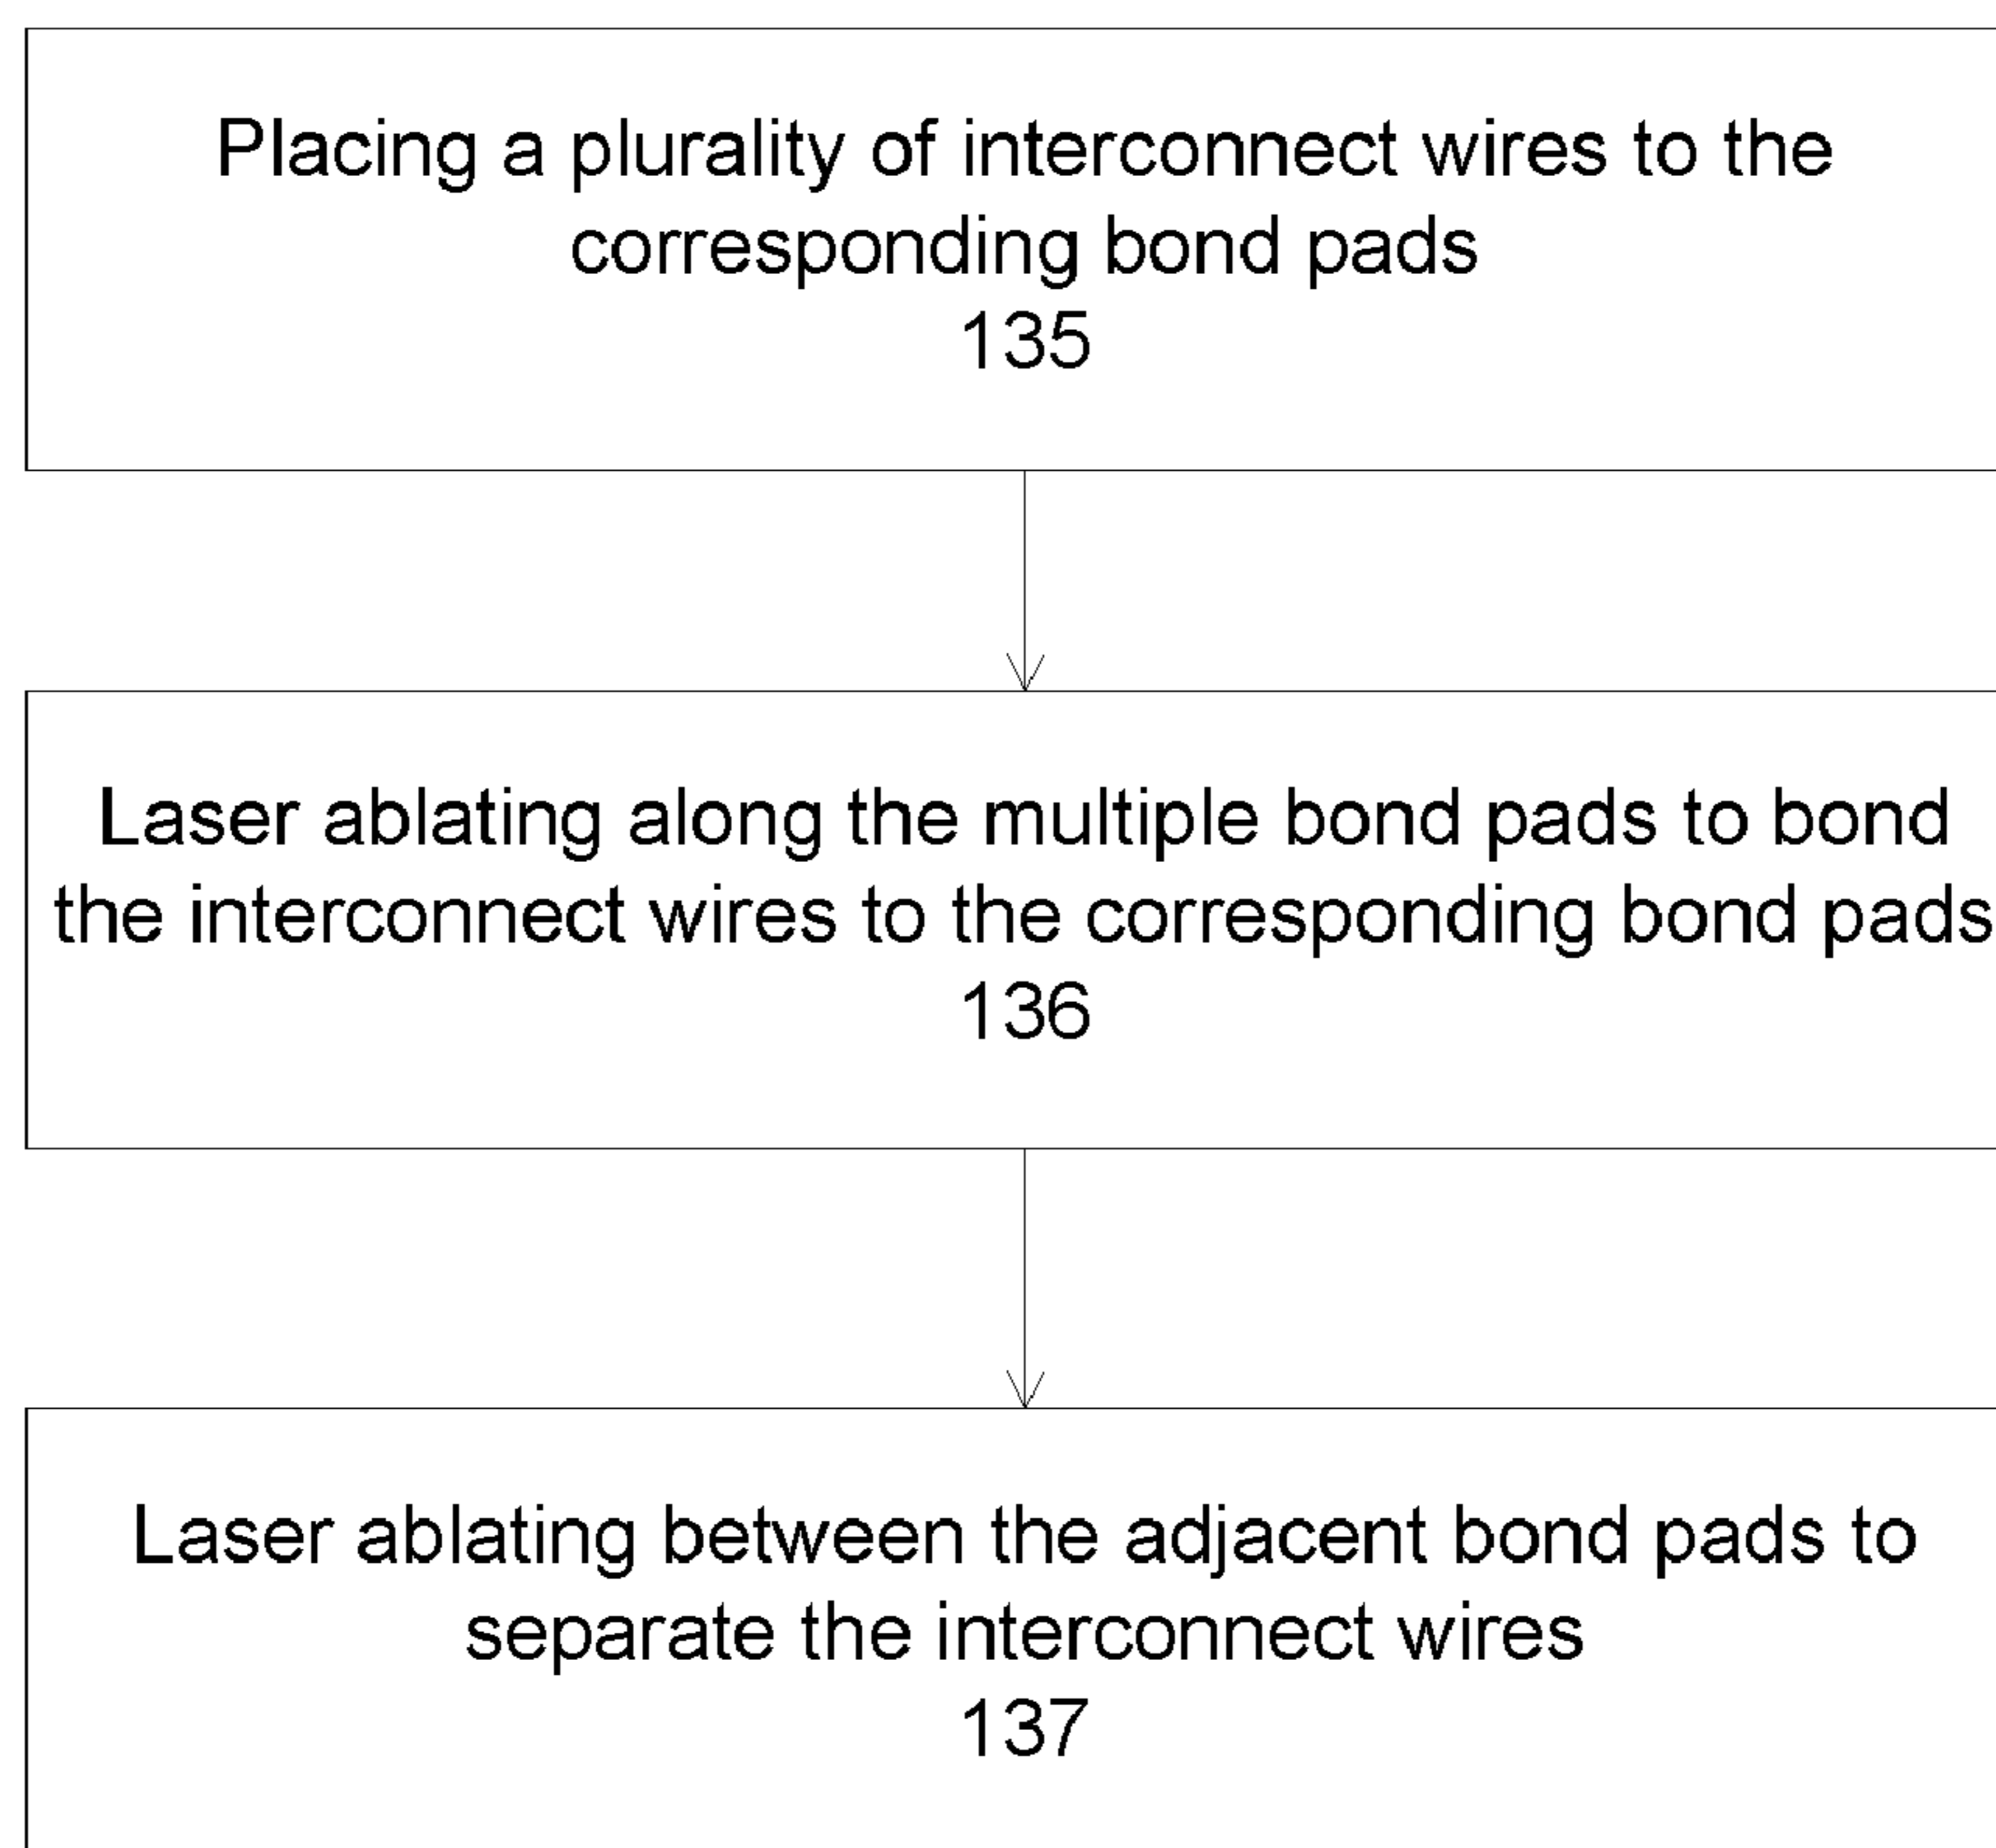 Placing a plurality of interconnect wires to the
corresponding bond pads
135
Laser ablating along the multiple bond pads to bond
the interconnect wires to the corresponding bond pads
136
Laser ablating between the adjacent bond pads to
separate the interconnect wires
137